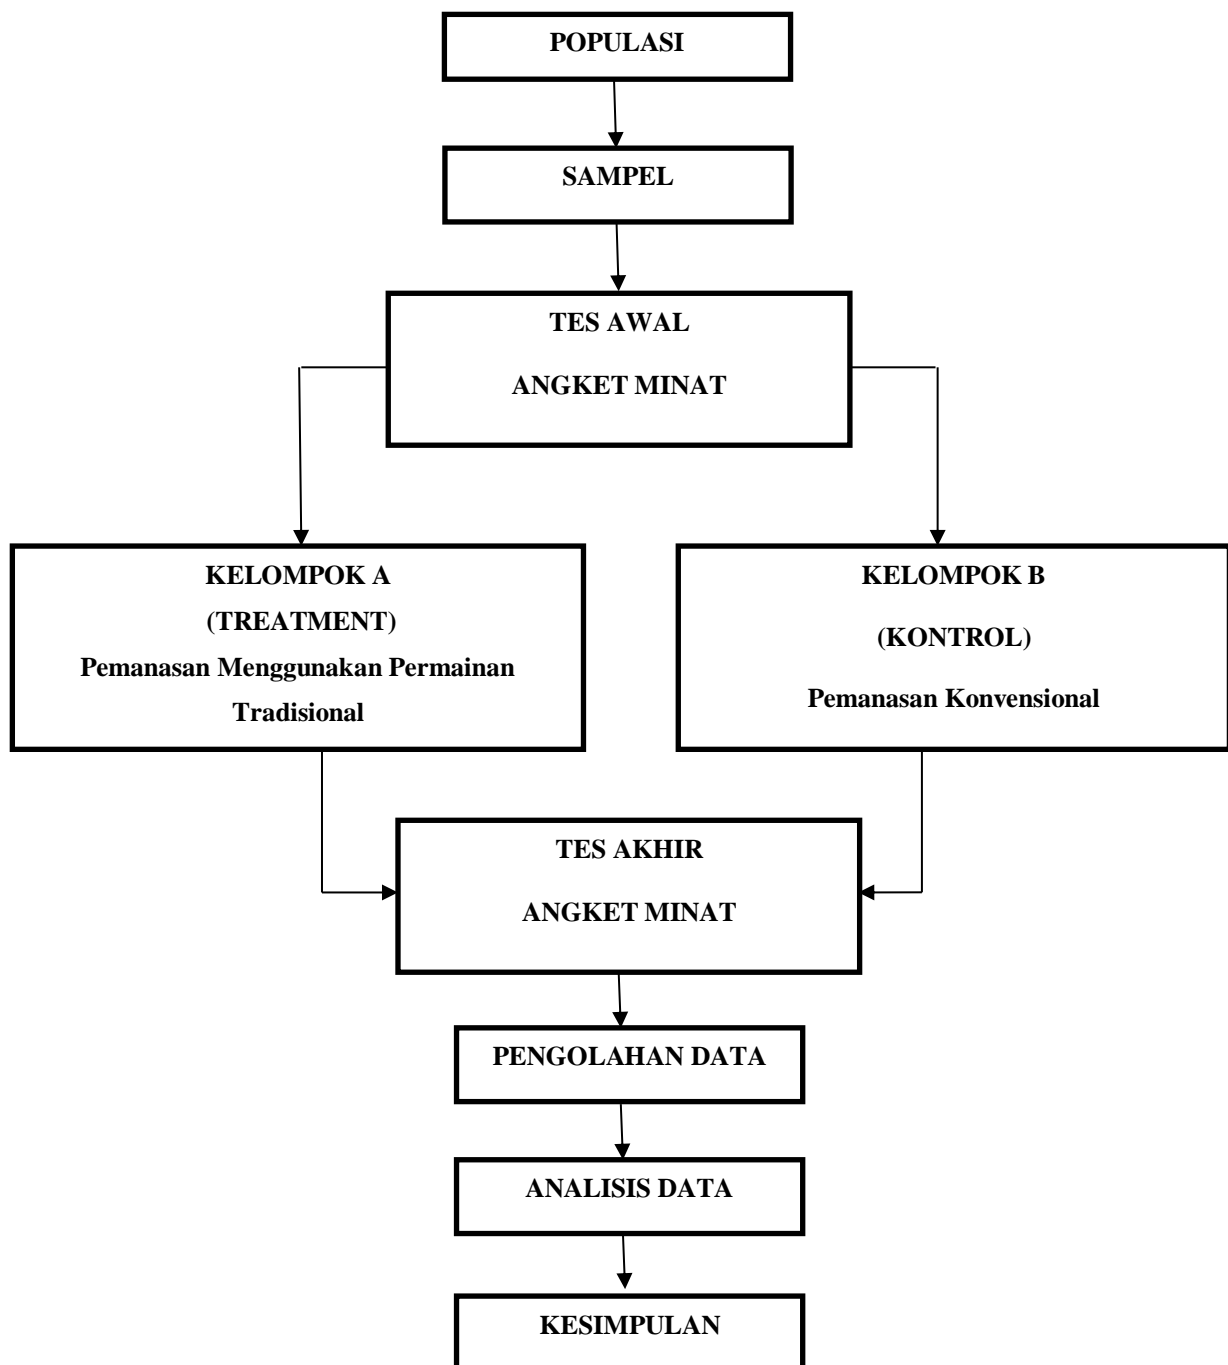 POPULASI
SAMPEL
TES AWAL
ANGKET MINAT
KELOMPOK A
(TREATMENT)
Pemanasan Menggunakan Permainan
Tradisional
KELOMPOK B
(KONTROL)
Pemanasan Konvensional
TES AKHIR
ANGKET MINAT
PENGOLAHAN DATA
ANALISIS DATA
KESIMPULAN